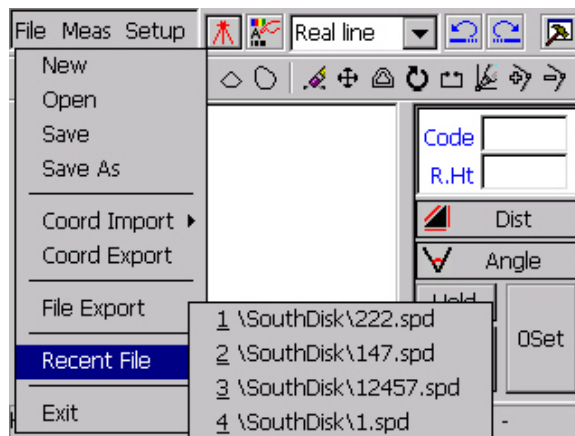 File Meas Setup Real line
New
Open
Save
Save As
Coord Import
Coord Export
File Export
Recent File
Exit
1 \SouthDisk\222.spd
2 \SouthDisk\147.spd
3 \SouthDisk\12457.spd
4 \SouthDisk\1.spd
Code
R.Ht
Dist
Angle
0Set
-